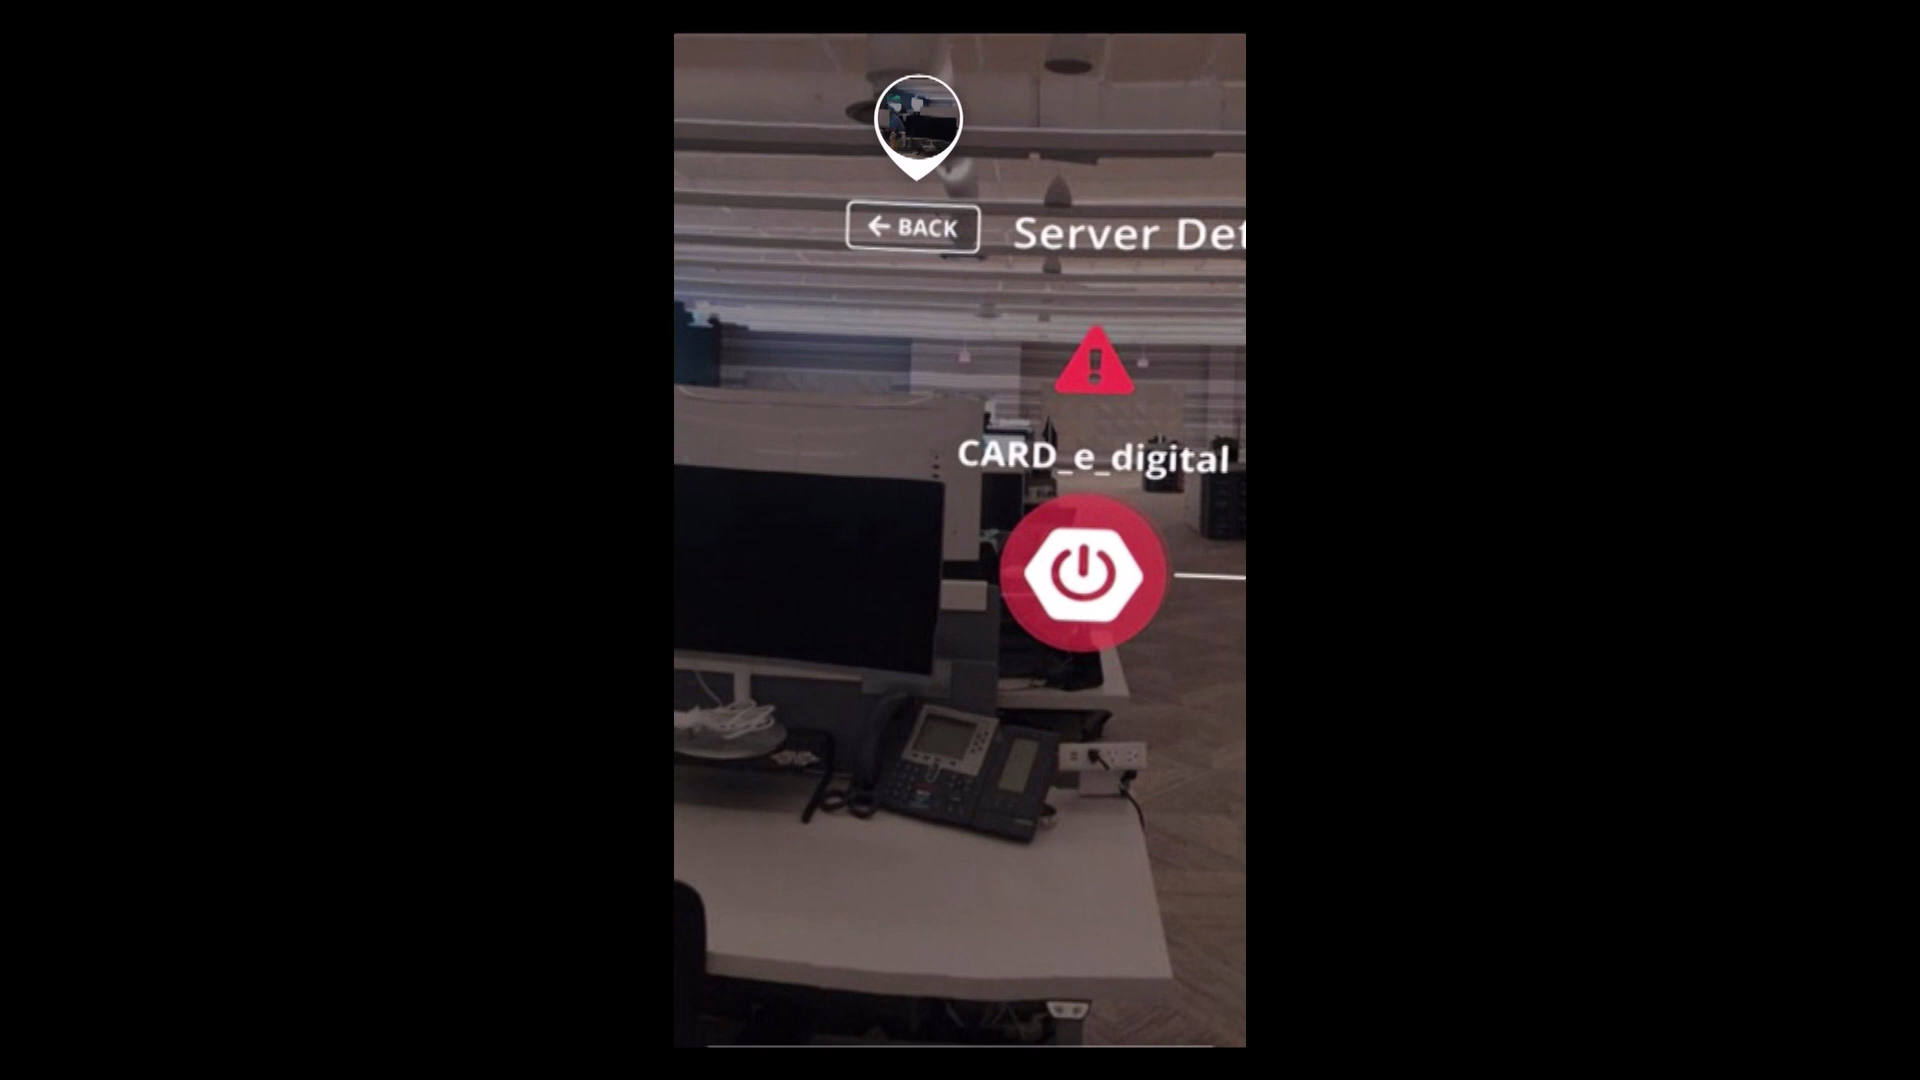 ← BACK
Server Det
CARD_e_digital